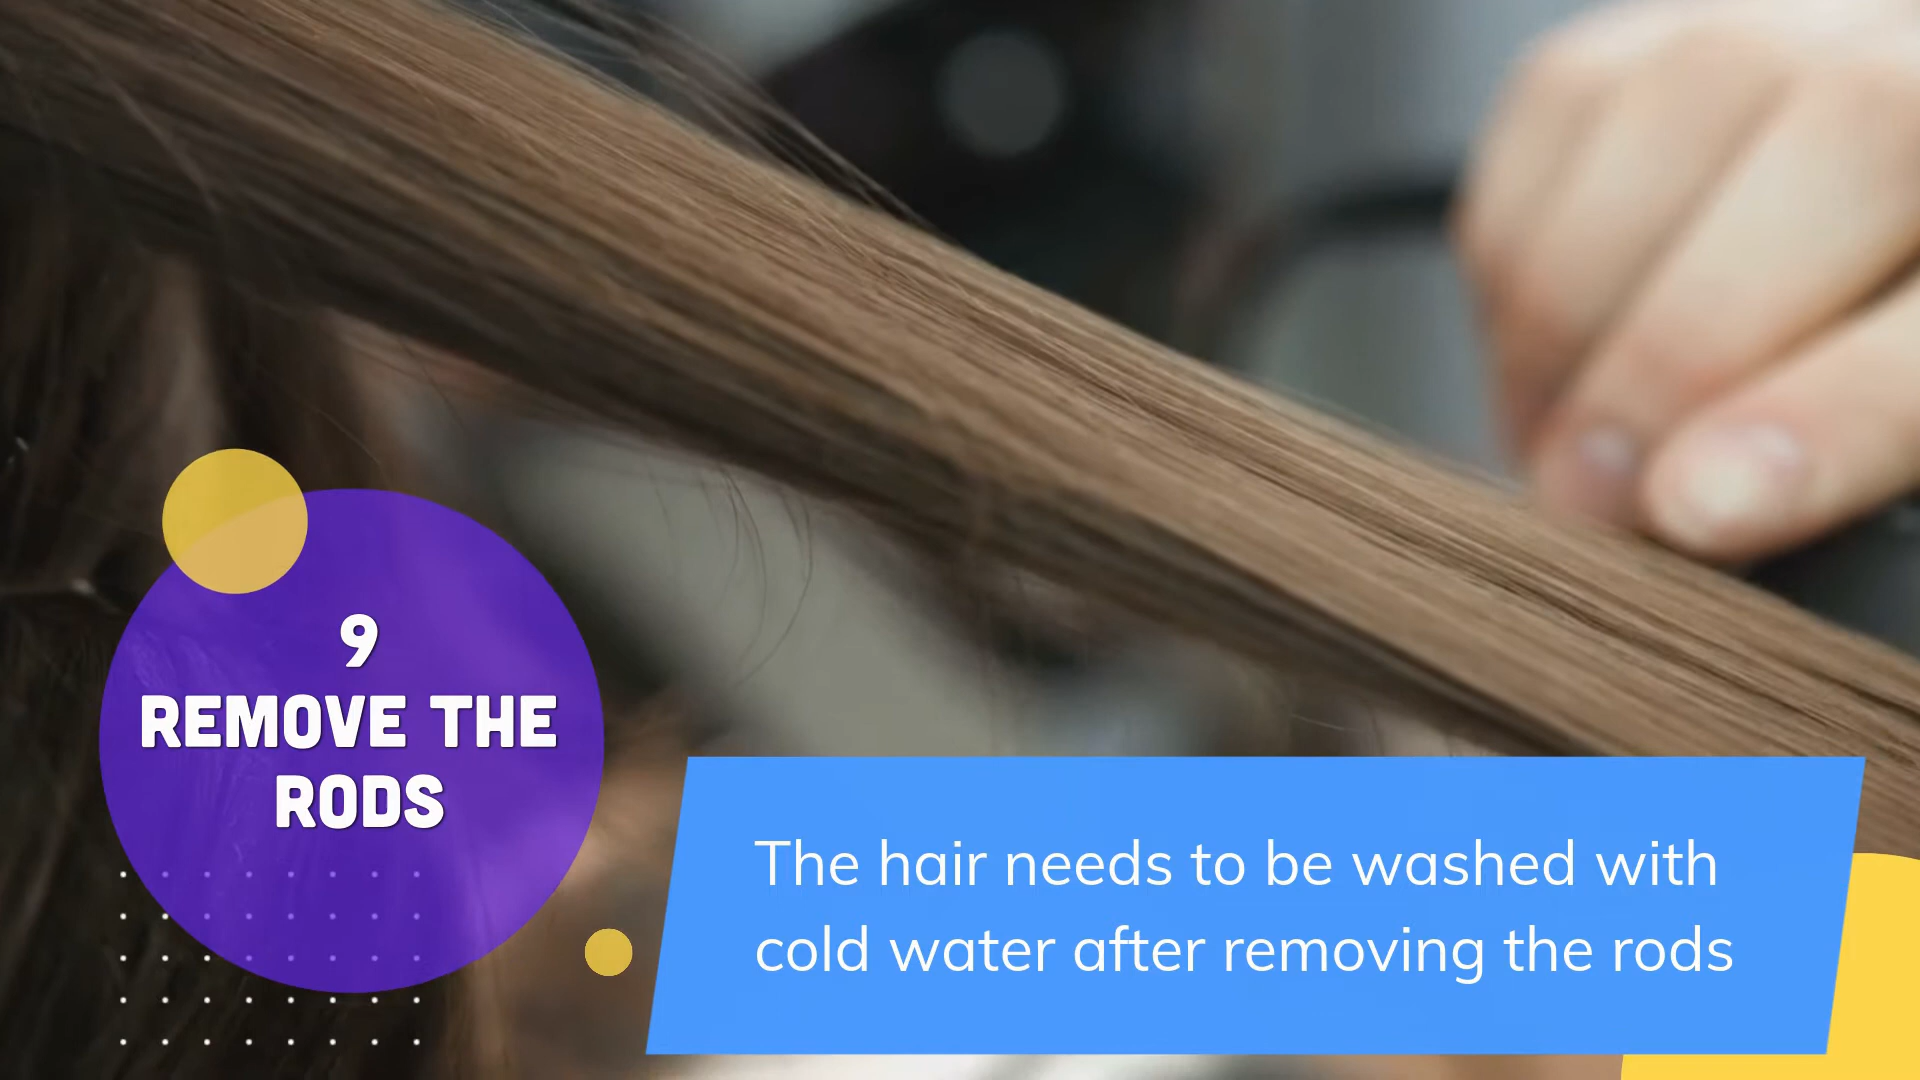 9
REMOVE THE
RODS
The hair needs to be washed with
cold water after removing the rods